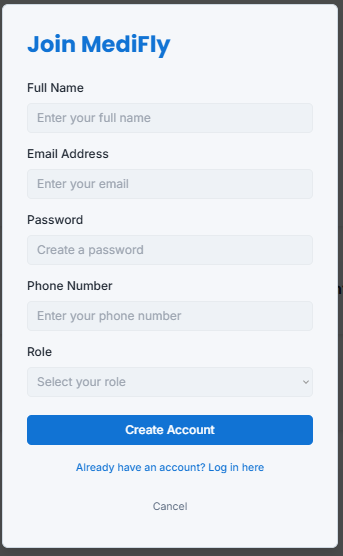 Join MediFly
Full Name
Enter your full name
Email Address
Enter your email
Password
Create a password
Phone Number
Enter your phone number
Role
Select your role
Create Account
Already have an account? Log in here
Cancel